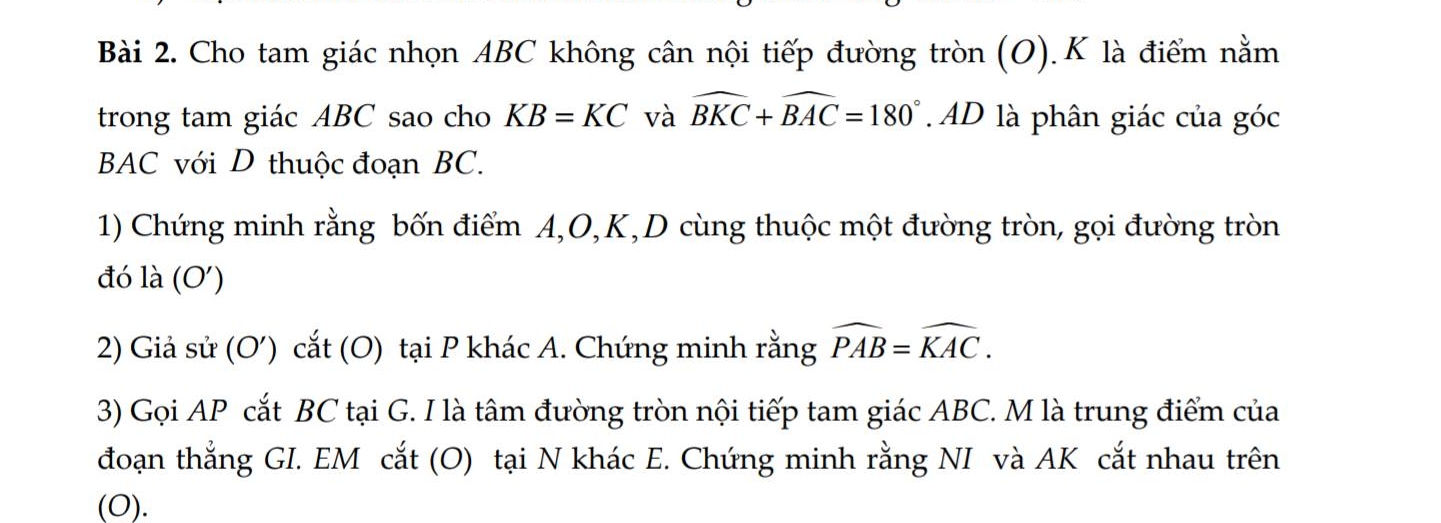 Bài 2. Cho tam giác nhọn ABC không cân nội tiếp đường tròn (O). K là điểm nằm
trong tam giác ABC sao cho KB = KC và \widehat{BKC} + \widehat{BAC} = 180°. AD là phân giác của góc
BAC với D thuộc đoạn BC.
1) Chứng minh rằng bốn điểm A, O, K, D cùng thuộc một đường tròn, gọi đường tròn
đó là (O′)
2) Giả sử (O′) cắt (O) tại P khác A. Chứng minh rằng \widehat{PAB} = \widehat{KAC}.
3) Gọi AP cắt BC tại G. I là tâm đường tròn nội tiếp tam giác ABC. M là trung điểm của
đoạn thẳng GI. EM cắt (O) tại N khác E. Chứng minh rằng NI và AK cắt nhau trên
(O).